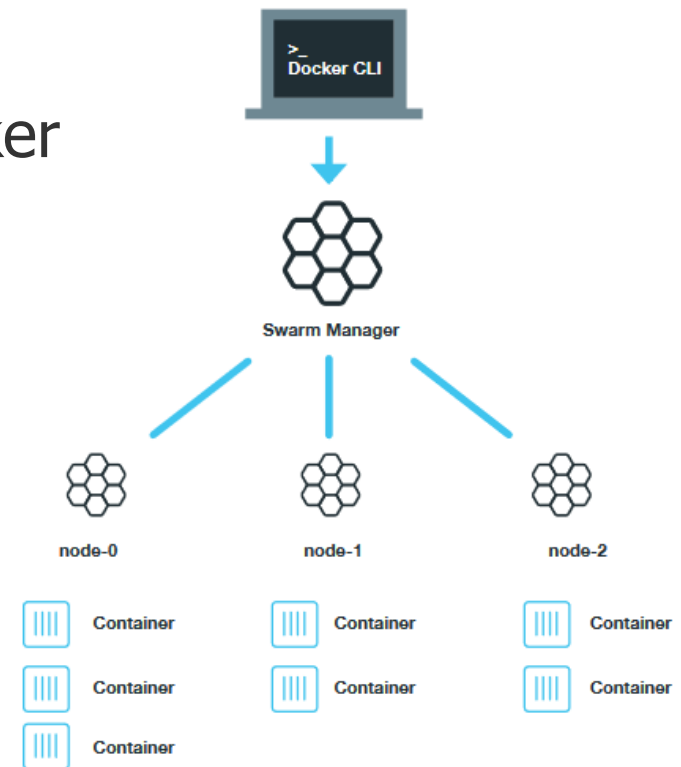 >_
Docker CLI
ker
Swarm Manager
node-0 node-1 node-2
Container Container Container
Container Container Container
Container